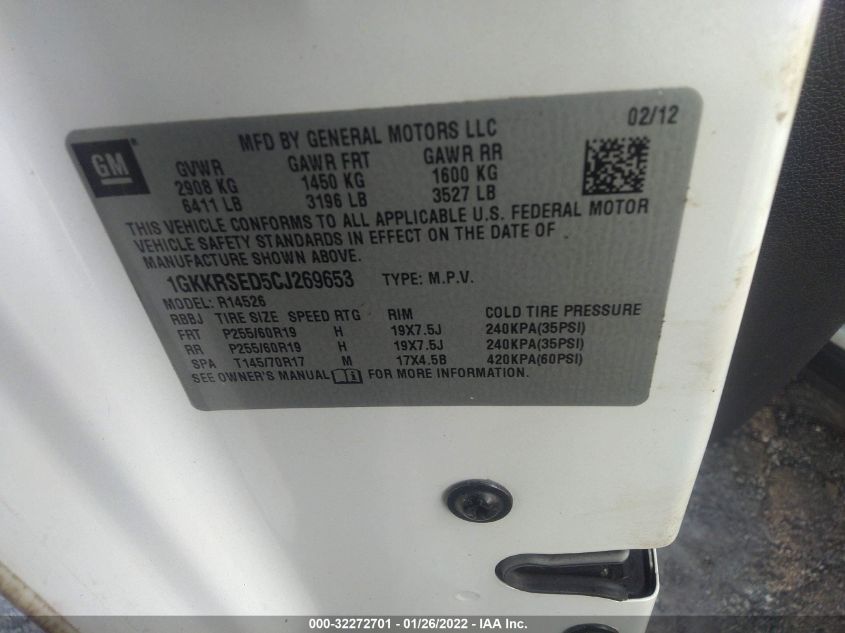 02/12
GM
MFD BY GENERAL MOTORS LLC
GVWR GAWR FRT GAWR RR
2908 KG 1450 KG 1600 KG
6411 LB 3196 LB 3527 LB
THIS VEHICLE CONFORMS TO ALL APPLICABLE U.S. FEDERAL MOTOR
VEHICLE SAFETY STANDARDS IN EFFECT ON THE DATE OF
MANUFACTURE SHOWN ABOVE.
1GKKRSED5CJ269653 TYPE: M.P.V.
MODEL: R14526
RBBJ TIRE SIZE SPEED RTG RIM COLD TIRE PRESSURE
FRT P255/60R19 H 19X7.5J 240KPA(35PSI)
RR P255/60R19 H 19X7.5J 240KPA(35PSI)
SPA T145/70R17 M 17X4.5B 420KPA(60PSI)
SEE OWNER'S MANUAL FOR MORE INFORMATION.
000-32272701 - 01/26/2022 - IAA Inc.